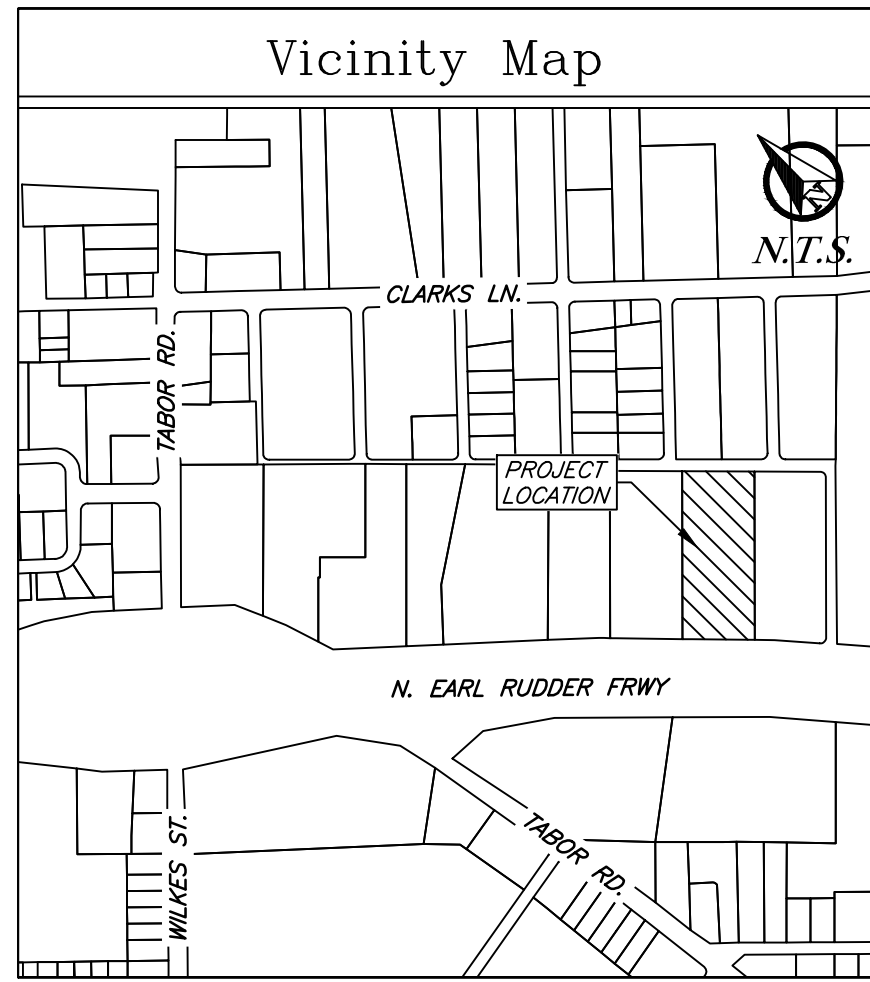 Vicinity Map
N
N.T.S.
CLARKS LN.
TABOR RD.
PROJECT
LOCATION
N. EARL RUDDER FRWY
TABOR RD.
WILKES ST.